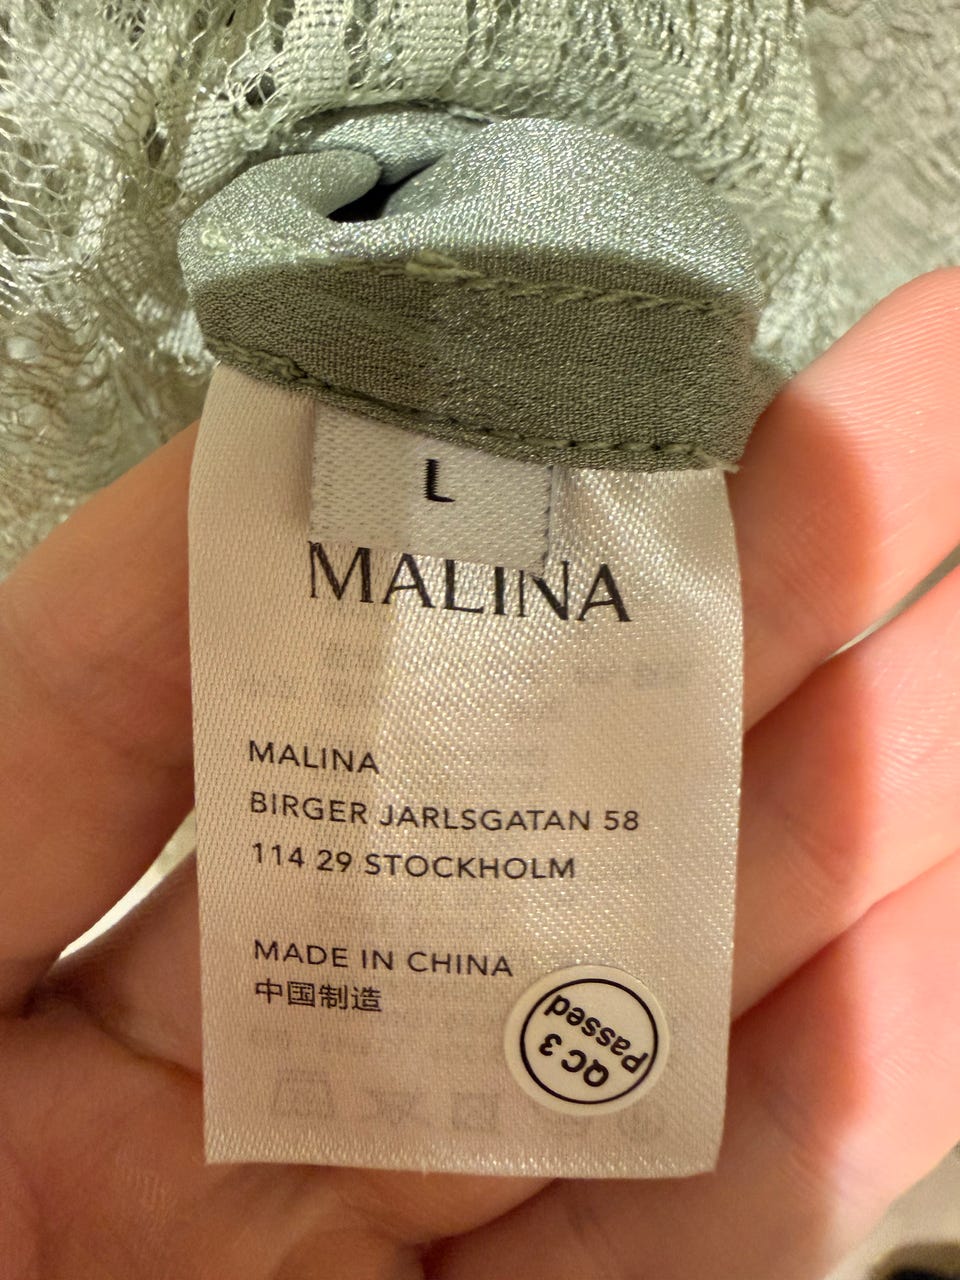 L
MALINA
MALINA
BIRGER JARLSGATAN 58
114 29 STOCKHOLM
MADE IN CHINA
中国制造
QC 3
Passed